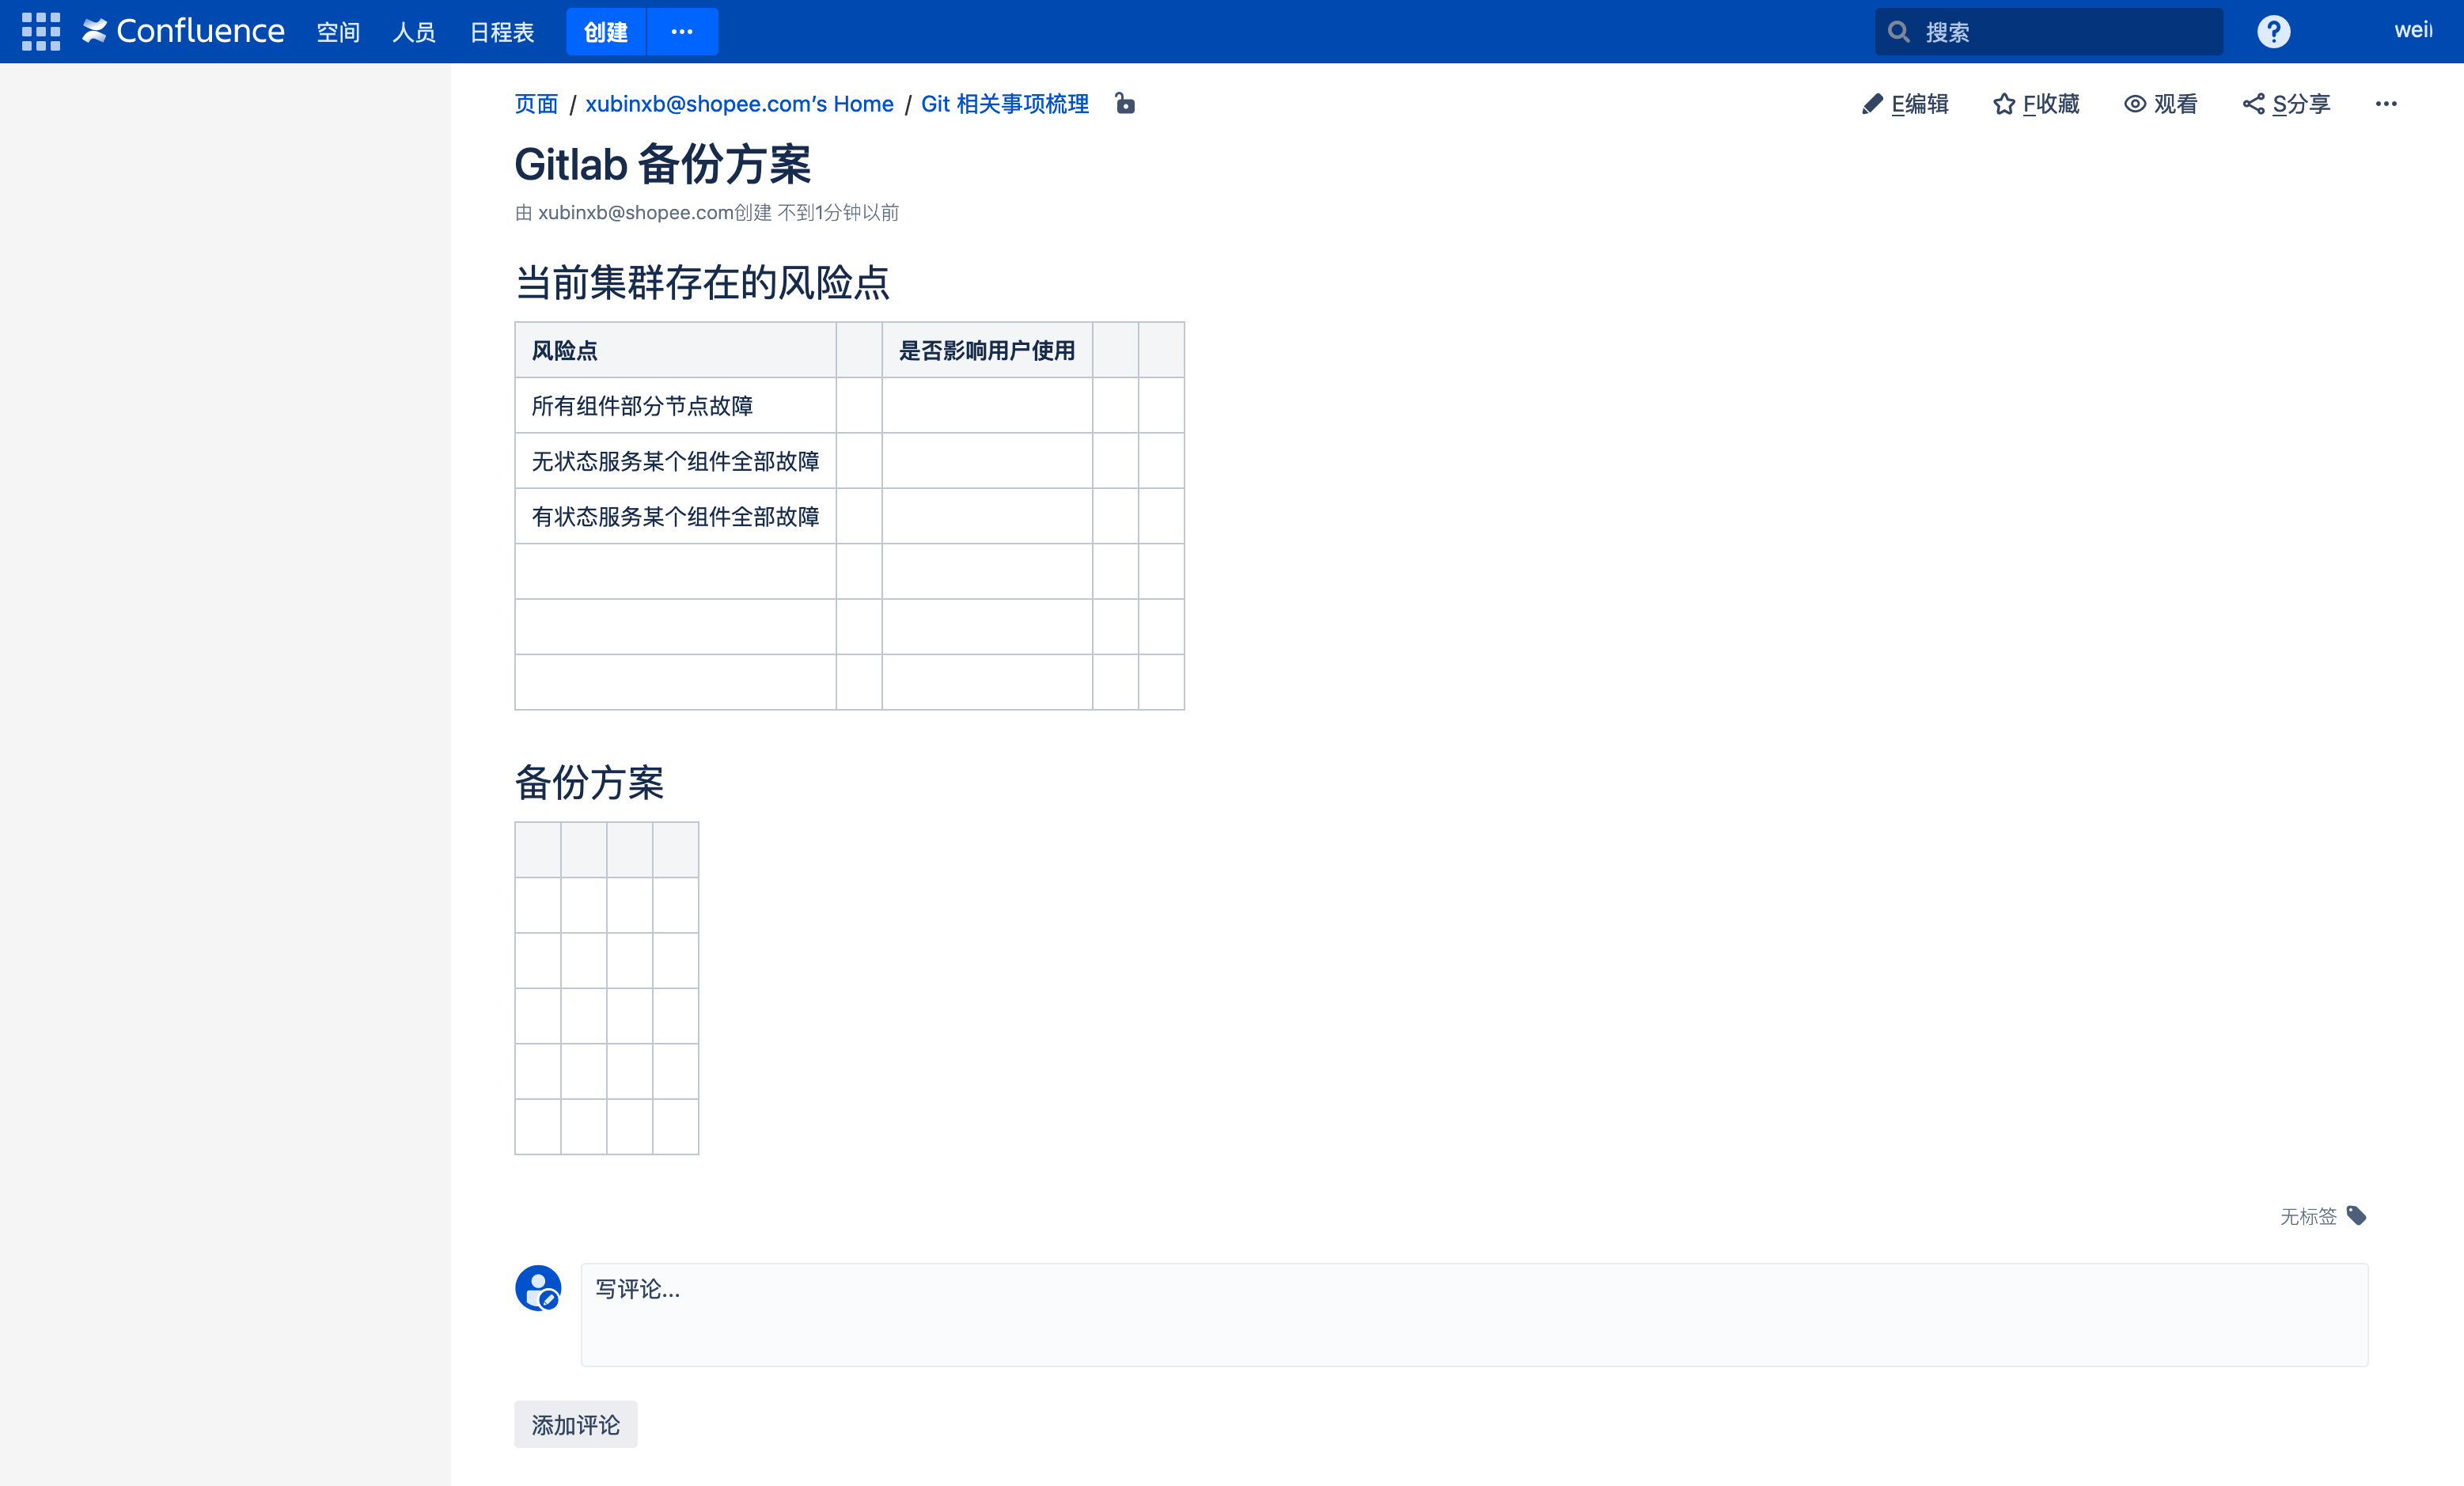 Confluence 空间 人员 日程表 创建 ··· 搜索 ? wei
页面 / xubinxb@shopee.com’s Home / Git 相关事项梳理 E编辑 F收藏 观看 S分享 ···
Gitlab 备份方案
由 xubinxb@shopee.com创建 不到1分钟以前
当前集群存在的风险点
风险点 是否影响用户使用
所有组件部分节点故障
无状态服务某个组件全部故障
有状态服务某个组件全部故障
备份方案
无标签
写评论...
添加评论